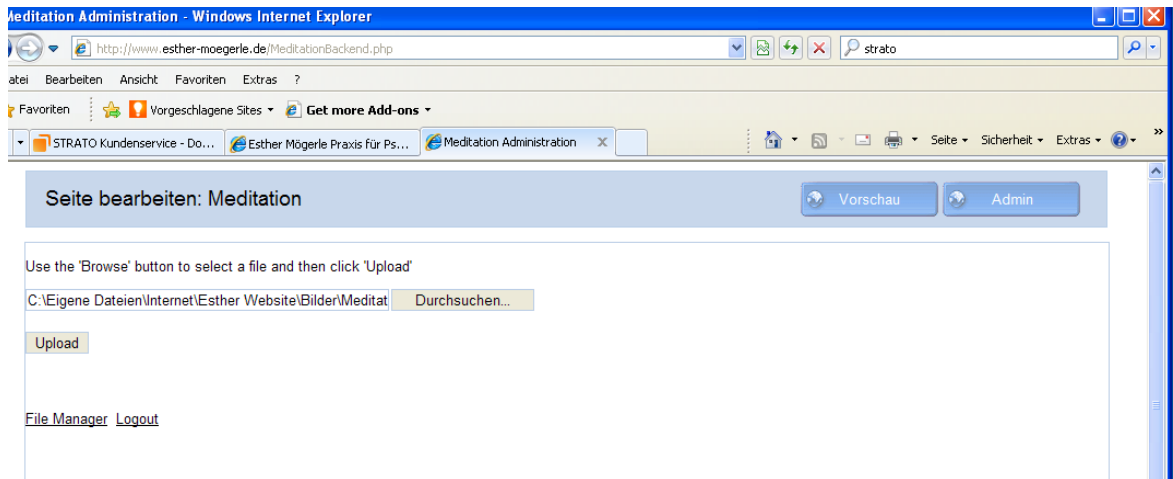 Meditation Administration - Windows Internet Explorer
http://www.esther-moegerle.de/MeditationBackend.php strato
atei Bearbeiten Ansicht Favoriten Extras ?
Favoriten Vorgeschlagene Sites Get more Add-ons
STRATO Kundenservice - Do... Esther Mögerle Praxis für Ps... Meditation Administration X Seite Sicherheit Extras »
Seite bearbeiten: Meditation Vorschau Admin
Use the 'Browse' button to select a file and then click 'Upload'
C:\Eigene Dateien\Internet\Esther Website\Bilder\Meditat Durchsuchen...
Upload
File Manager Logout